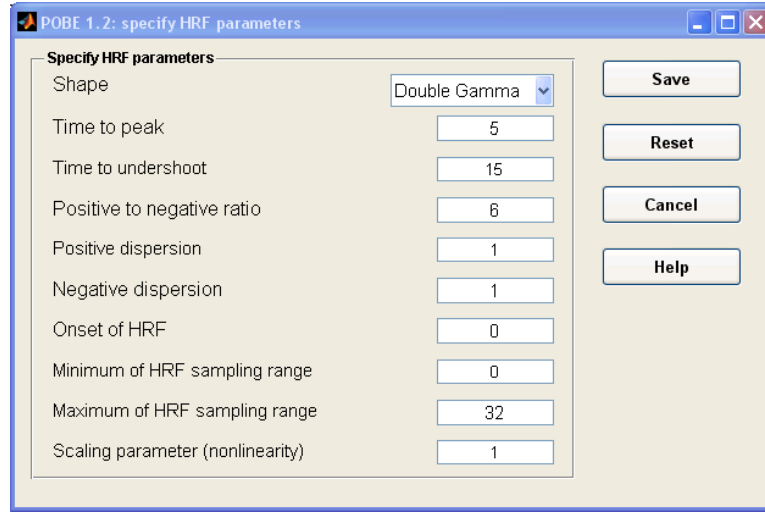 POBE 1.2: specify HRF parameters
Specify HRF parameters
Shape Double Gamma
Time to peak 5
Time to undershoot 15
Positive to negative ratio 6
Positive dispersion 1
Negative dispersion 1
Onset of HRF 0
Minimum of HRF sampling range 0
Maximum of HRF sampling range 32
Scaling parameter (nonlinearity) 1
Save
Reset
Cancel
Help